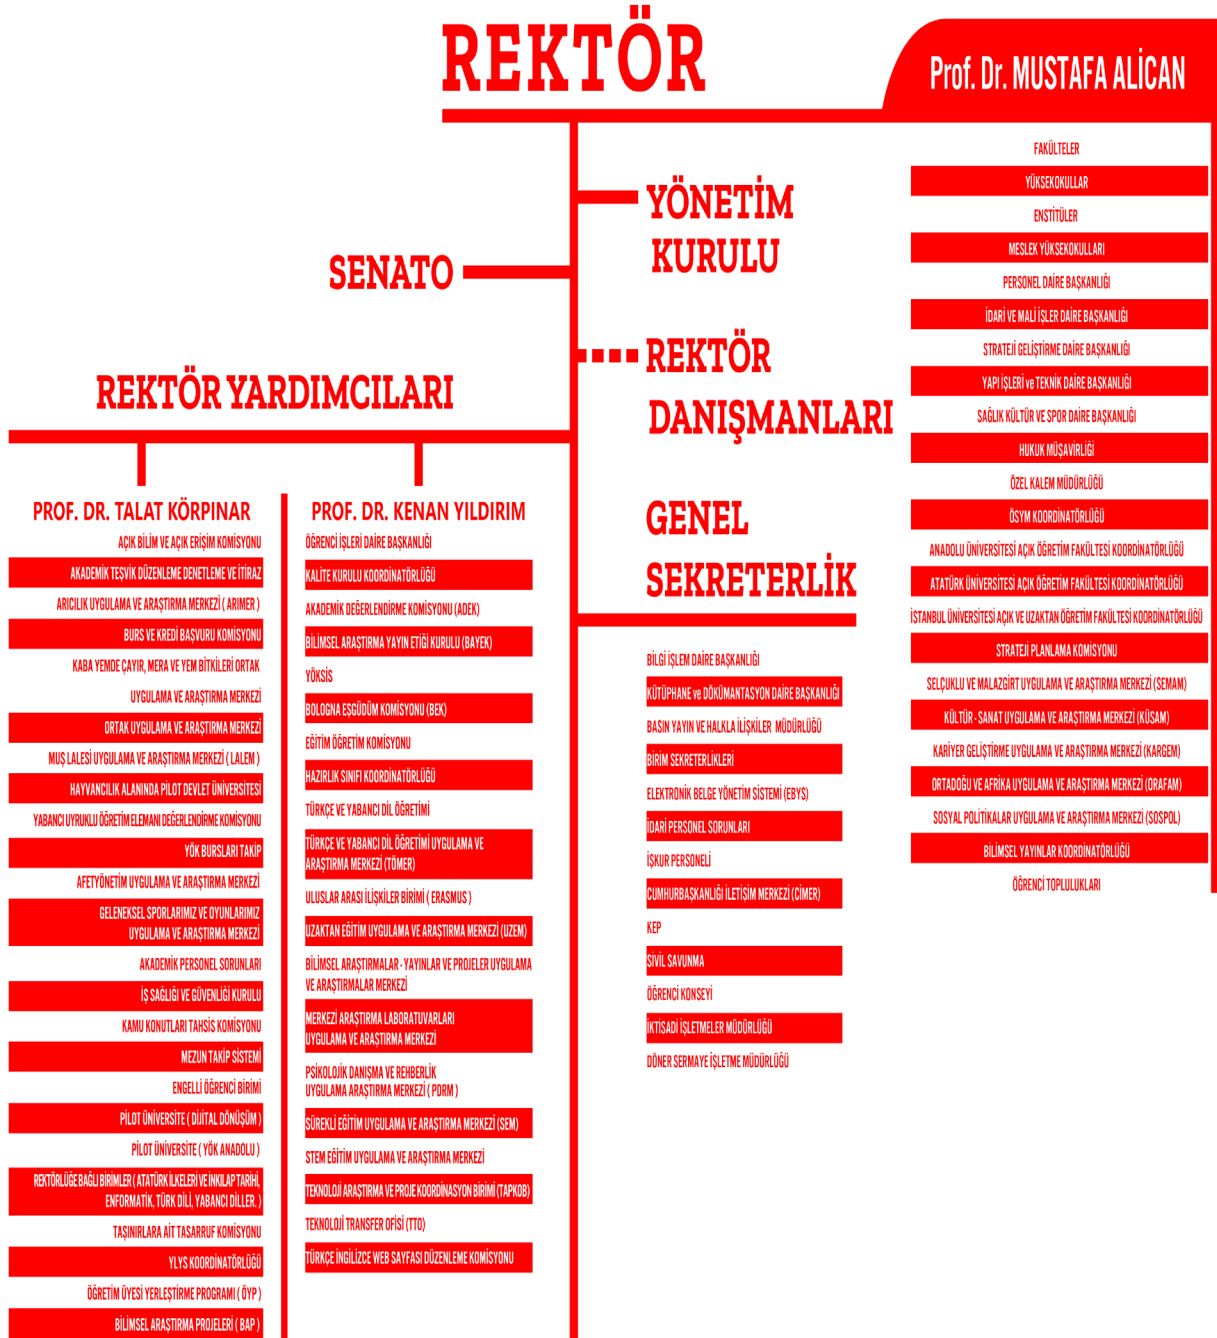 REKTÖR
Prof. Dr. MUSTAFA ALİCAN
FAKÜLTELER
YÜKSEKOKULLAR
ENSTİTÜLER
MESLEK YÜKSEKOKULLARI
PERSONEL DAİRE BAŞKANLIĞI
İDARİ VE MALİ İŞLER DAİRE BAŞKANLIĞI
STRATEJİ GELİŞTİRME DAİRE BAŞKANLIĞI
YAPI İŞLERİ ve TEKNİK DAİRE BAŞKANLIĞI
SAĞLIK KÜLTÜR VE SPOR DAİRE BAŞKANLIĞI
HUKUK MÜŞAVİRLİĞİ
ÖZEL KALEM MÜDÜRLÜĞÜ
ÖSYM KOORDİNATÖRLÜĞÜ
ANADOLU ÜNİVERSİTESİ AÇIK ÖĞRETİM FAKÜLTESİ KOORDİNATÖRLÜĞÜ
ATATÜRK ÜNİVERSİTESİ AÇIK ÖĞRETİM FAKÜLTESİ KOORDİNATÖRLÜĞÜ
İSTANBUL ÜNİVERSİTESİ AÇIK VE UZAKTAN ÖĞRETİM FAKÜLTESİ KOORDİNATÖRLÜĞÜ
STRATEJİ PLANLAMA KOMİSYONU
SELÇUKLU VE MALAZGİRT UYGULAMA VE ARAŞTIRMA MERKEZİ (SEMAM)
KÜLTÜR - SANAT UYGULAMA VE ARAŞTIRMA MERKEZİ (KÜSAM)
KARİYER GELİŞTİRME UYGULAMA VE ARAŞTIRMA MERKEZİ (KARGEM)
ORTADOĞU VE AFRİKA UYGULAMA VE ARAŞTIRMA MERKEZİ (ORAFAM)
SOSYAL POLİTİKALAR UYGULAMA VE ARAŞTIRMA MERKEZİ (SOSPOL)
BİLİMSEL YAYINLAR KOORDİNATÖRLÜĞÜ
ÖĞRENCİ TOPLULUKLARI
YÖNETİM
KURULU
SENATO
REKTÖR
DANIŞMANLARI
REKTÖR YARDIMCILARI
PROF. DR. TALAT KÖRPINAR
AÇIK BİLİM VE AÇIK ERİŞİM KOMİSYONU
AKADEMİK TEŞVİK DÜZENLEME DENETLEME VE İTİRAZ
ARICILIK UYGULAMA VE ARAŞTIRMA MERKEZİ ( ARIMER )
BURS VE KREDİ BAŞVURU KOMİSYONU
KABA YEMDE ÇAYIR, MERA VE YEM BİTKİLERİ ORTAK
UYGULAMA VE ARAŞTIRMA MERKEZİ
ORTAK UYGULAMA VE ARAŞTIRMA MERKEZİ
MUŞ LALESİ UYGULAMA VE ARAŞTIRMA MERKEZİ ( LALEM )
HAYVANCILIK ALANINDA PİLOT DEVLET ÜNİVERSİTESİ
YABANCI UYRUKLU ÖĞRETİM ELEMANI DEĞERLENDİRME KOMİSYONU
YÖK BURSLARI TAKİP
AFETYÖNETİM UYGULAMA VE ARAŞTIRMA MERKEZİ
GELENEKSEL SPORLARIMIZ VE OYUNLARIMIZ
UYGULAMA VE ARAŞTIRMA MERKEZİ
AKADEMİK PERSONEL SORUNLARI
İŞ SAĞLIĞI VE GÜVENLİĞİ KURULU
KAMU KONUTLARI TAHSİS KOMİSYONU
MEZUN TAKİP SİSTEMİ
ENGELLİ ÖĞRENCİ BİRİMİ
PİLOT ÜNİVERSİTE ( DİJİTAL DÖNÜŞÜM )
PİLOT ÜNİVERSİTE ( YÖK ANADOLU )
REKTÖRLÜĞE BAĞLI BİRİMLER ( ATATÜRK İLKELERİ VE İNKILAP TARİHİ,
ENFORMATİK, TÜRK DİLİ, YABANCI DİLLER. )
TAŞINIRLARA AİT TASARRUF KOMİSYONU
YLYS KOORDİNATÖRLÜĞÜ
ÖĞRETİM ÜYESİ YERLEŞTİRME PROGRAMI ( ÖYP )
BİLİMSEL ARAŞTIRMA PROJELERİ ( BAP )
PROF. DR. KENAN YILDIRIM
ÖĞRENCİ İŞLERİ DAİRE BAŞKANLIĞI
KALİTE KURULU KOORDİNATÖRLÜĞÜ
AKADEMİK DEĞERLENDİRME KOMİSYONU (ADEK)
BİLİMSEL ARAŞTIRMA YAYIN ETİĞİ KURULU (BAYEK)
YÖKSİS
BOLOGNA EŞGÜDÜM KOMİSYONU (BEK)
EĞİTİM ÖĞRETİM KOMİSYONU
HAZIRLIK SINIFI KOORDİNATÖRLÜĞÜ
TÜRKÇE VE YABANCI DİL ÖĞRETİMİ
TÜRKÇE VE YABANCI DİL ÖĞRETİMİ UYGULAMA VE
ARAŞTIRMA MERKEZİ (TÖMER)
ULUSLAR ARASI İLİŞKİLER BİRİMİ ( ERASMUS )
UZAKTAN EĞİTİM UYGULAMA VE ARAŞTIRMA MERKEZİ (UZEM)
BİLİMSEL ARAŞTIRMALAR - YAYINLAR VE PROJELER UYGULAMA
VE ARAŞTIRMALAR MERKEZİ
MERKEZİ ARAŞTIRMA LABORATUVARLARI
UYGULAMA VE ARAŞTIRMA MERKEZİ
PSİKOLOJİK DANIŞMA VE REHBERLİK
UYGULAMA ARAŞTIRMA MERKEZİ ( PDRM )
SÜREKLİ EĞİTİM UYGULAMA VE ARAŞTIRMA MERKEZİ (SEM)
STEM EĞİTİM UYGULAMA VE ARAŞTIRMA MERKEZİ
TEKNOLOJİ ARAŞTIRMA VE PROJE KOORDİNASYON BİRİMİ (TAPKOB)
TEKNOLOJİ TRANSFER OFİSİ (TTO)
TÜRKÇE İNGİLİZCE WEB SAYFASI DÜZENLEME KOMİSYONU
GENEL
SEKRETERLİK
BİLGİ İŞLEM DAİRE BAŞKANLIĞI
KÜTÜPHANE ve DÖKÜMANTASYON DAİRE BAŞKANLIĞI
BASIN YAYIN VE HALKLA İLİŞKİLER MÜDÜRLÜĞÜ
BİRİM SEKRETERLİKLERİ
ELEKTRONİK BELGE YÖNETİM SİSTEMİ (EBYS)
İDARİ PERSONEL SORUNLARI
İŞKUR PERSONELİ
CUMHURBAŞKANLIĞI İLETİŞİM MERKEZİ (CİMER)
KEP
SİVİL SAVUNMA
ÖĞRENCİ KONSEYİ
İKTİSADİ İŞLETMELER MÜDÜRLÜĞÜ
DÖNER SERMAYE İŞLETME MÜDÜRLÜĞÜ